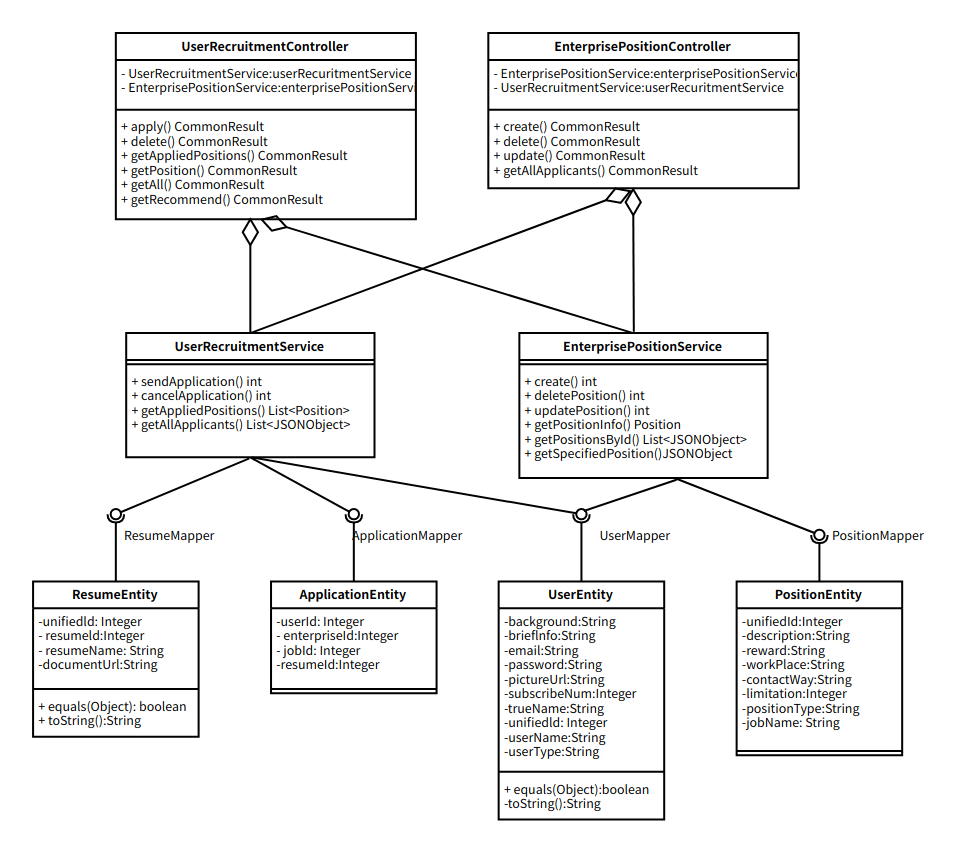 UserRecruitmentController
- UserRecruitmentService:userRecuritmentService
- EnterprisePositionService:enterprisePositionServi
+ apply() CommonResult
+ delete() CommonResult
+ getAppliedPositions() CommonResult
+ getPosition() CommonResult
+ getAll() CommonResult
+ getRecommend() CommonResult
EnterprisePositionController
- EnterprisePositionService:enterprisePositionServic
- UserRecruitmentService:userRecuritmentService
+ create() CommonResult
+ delete() CommonResult
+ update() CommonResult
+ getAllApplicants() CommonResult
UserRecruitmentService
+ sendApplication() int
+ cancelApplication() int
+ getAppliedPositions() List<Position>
+ getAllApplicants() List<JSONObject>
EnterprisePositionService
+ create() int
+ deletePosition() int
+ updatePosition() int
+ getPositionInfo() Position
+ getPositionsById() List<JSONObject>
+ getSpecifiedPosition()JSONObject
ResumeMapper
ApplicationMapper
UserMapper
PositionMapper
ResumeEntity
-unifiedId: Integer
- resumeId:Integer
- resumeName: String
-documentUrl:String
+ equals(Object): boolean
+ toString():String
ApplicationEntity
-userId: Integer
- enterpriseId:Integer
- jobId: Integer
-resumeId:Integer
UserEntity
-background:String
-briefInfo:String
-email:String
-password:String
-pictureUrl:String
-subscribeNum:Integer
-trueName:String
-unifiedId: Integer
-userName:String
-userType:String
+ equals(Object):boolean
-toString():String
PositionEntity
-unifiedId:Integer
-description:String
-reward:String
-workPlace:String
-contactWay:String
-limitation:Integer
-positionType:String
-jobName: String